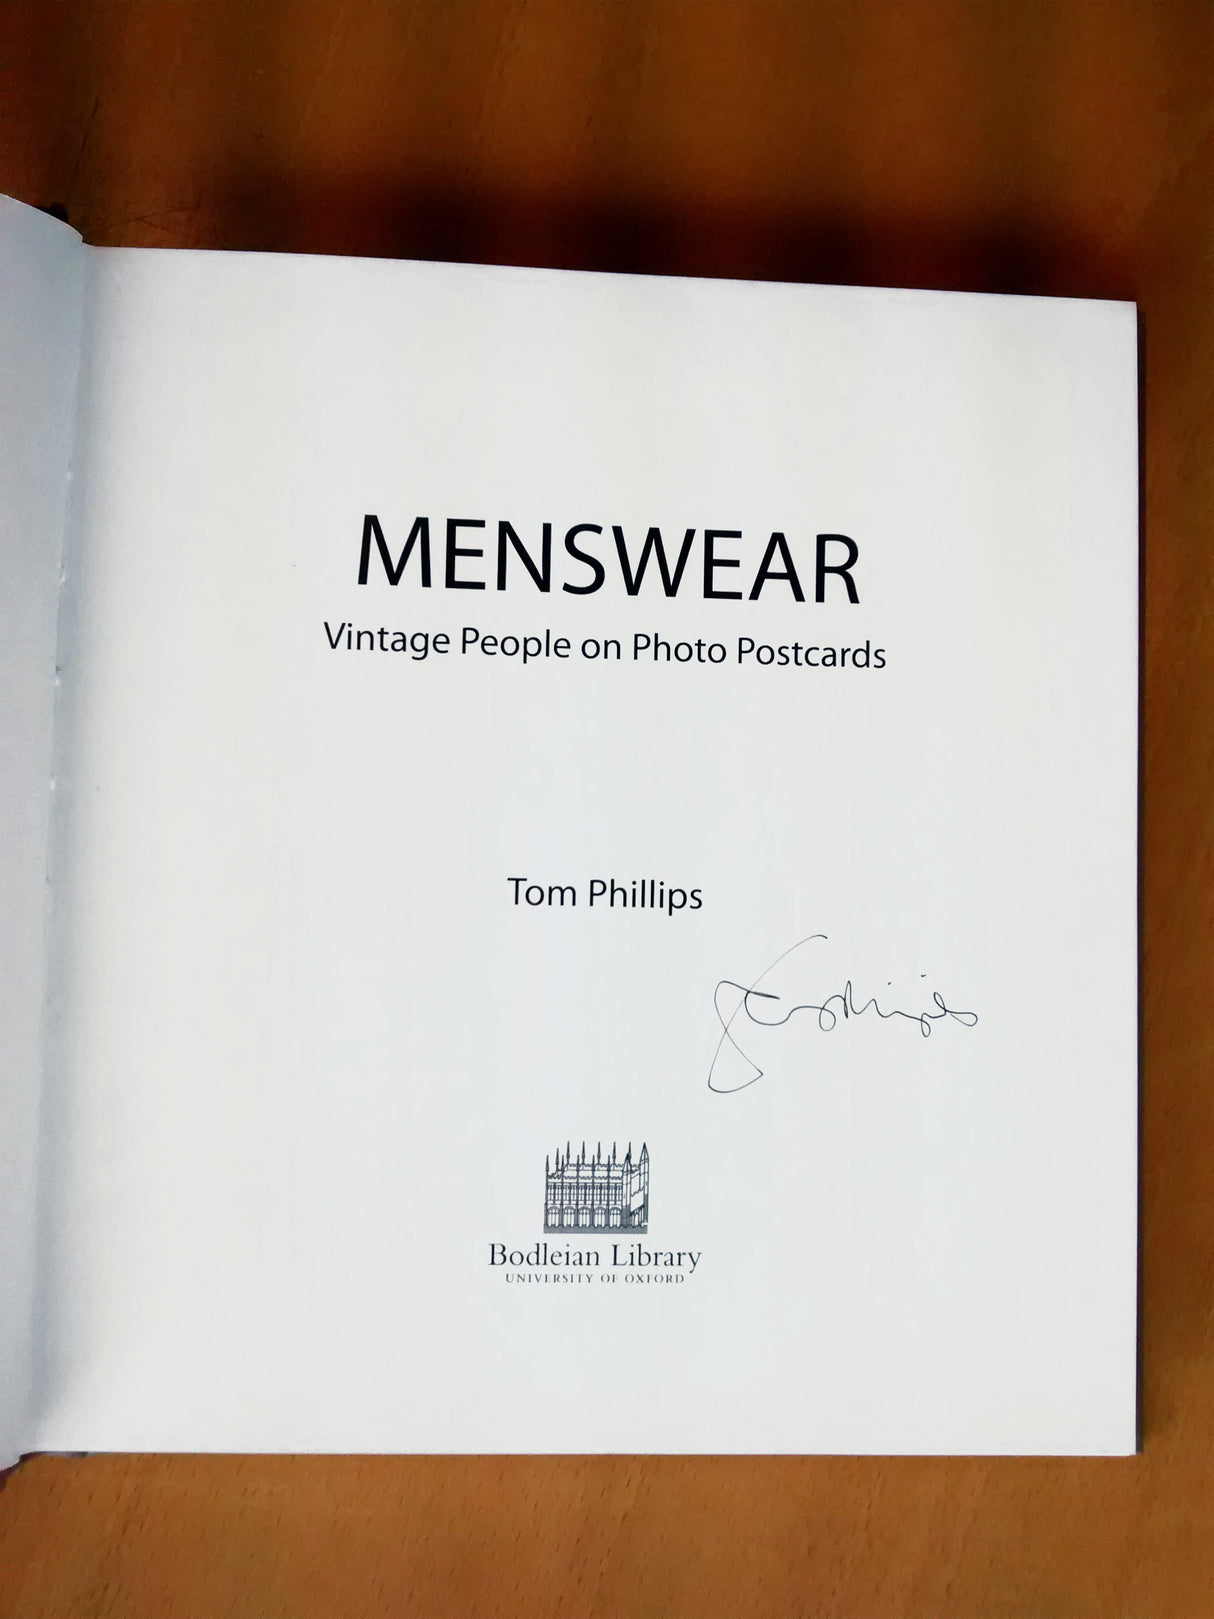 MENSWEAR
Vintage People on Photo Postcards
Tom Phillips
Bodleian Library
UNIVERSITY OF OXFORD